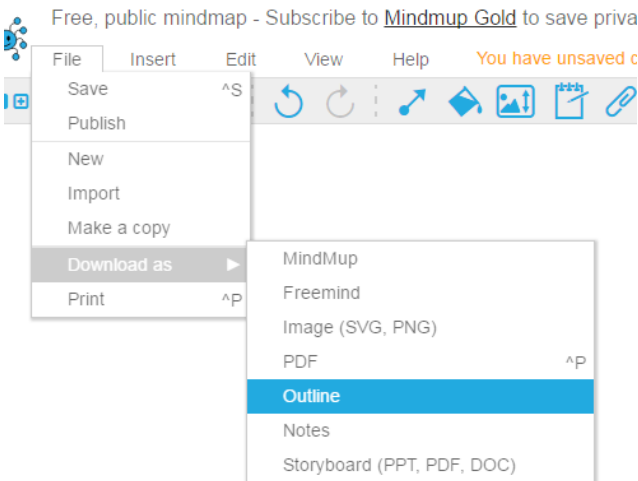 Free, public mindmap - Subscribe to Mindmup Gold to save
File Insert Edit View Help You have unsaved
Save ^S
Publish
New
Import
Make a copy
Download as
Print ^P
MindMup
Freemind
Image (SVG, PNG)
PDF ^P
Outline
Notes
Storyboard (PPT, PDF, DOC)